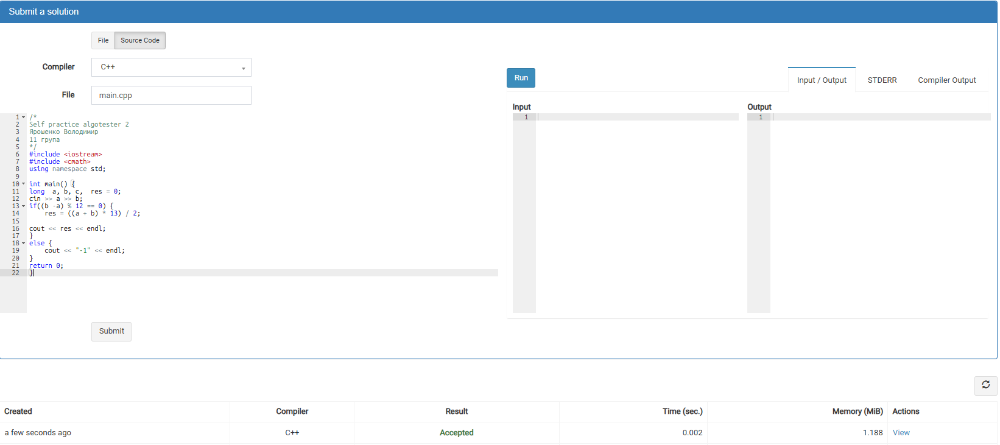 Submit a solution
File Source Code
Compiler C++
File main.cpp
Run
Input / Output STDERR Compiler Output
Input Output
1
1
1 /*
2 Self practice algotester 2
3 Ярошенко Володимир
4 11 група
5 */
6 #include <iostream>
7 #include <cmath>
8 using namespace std;
9
10 int main() {
11 long  a, b, c,  res = 0;
12 cin >> a >> b;
13 if((b -a) % 12 == 0) {
14     res = ((a + b) * 13) / 2;
15
16 cout << res << endl;
17 }
18 else {
19     cout << "-1" << endl;
20 }
21 return 0;
22 }
Submit
Created Compiler Result Time (sec.) Memory (MiB) Actions
a few seconds ago C++ Accepted 0.002 1.188 View